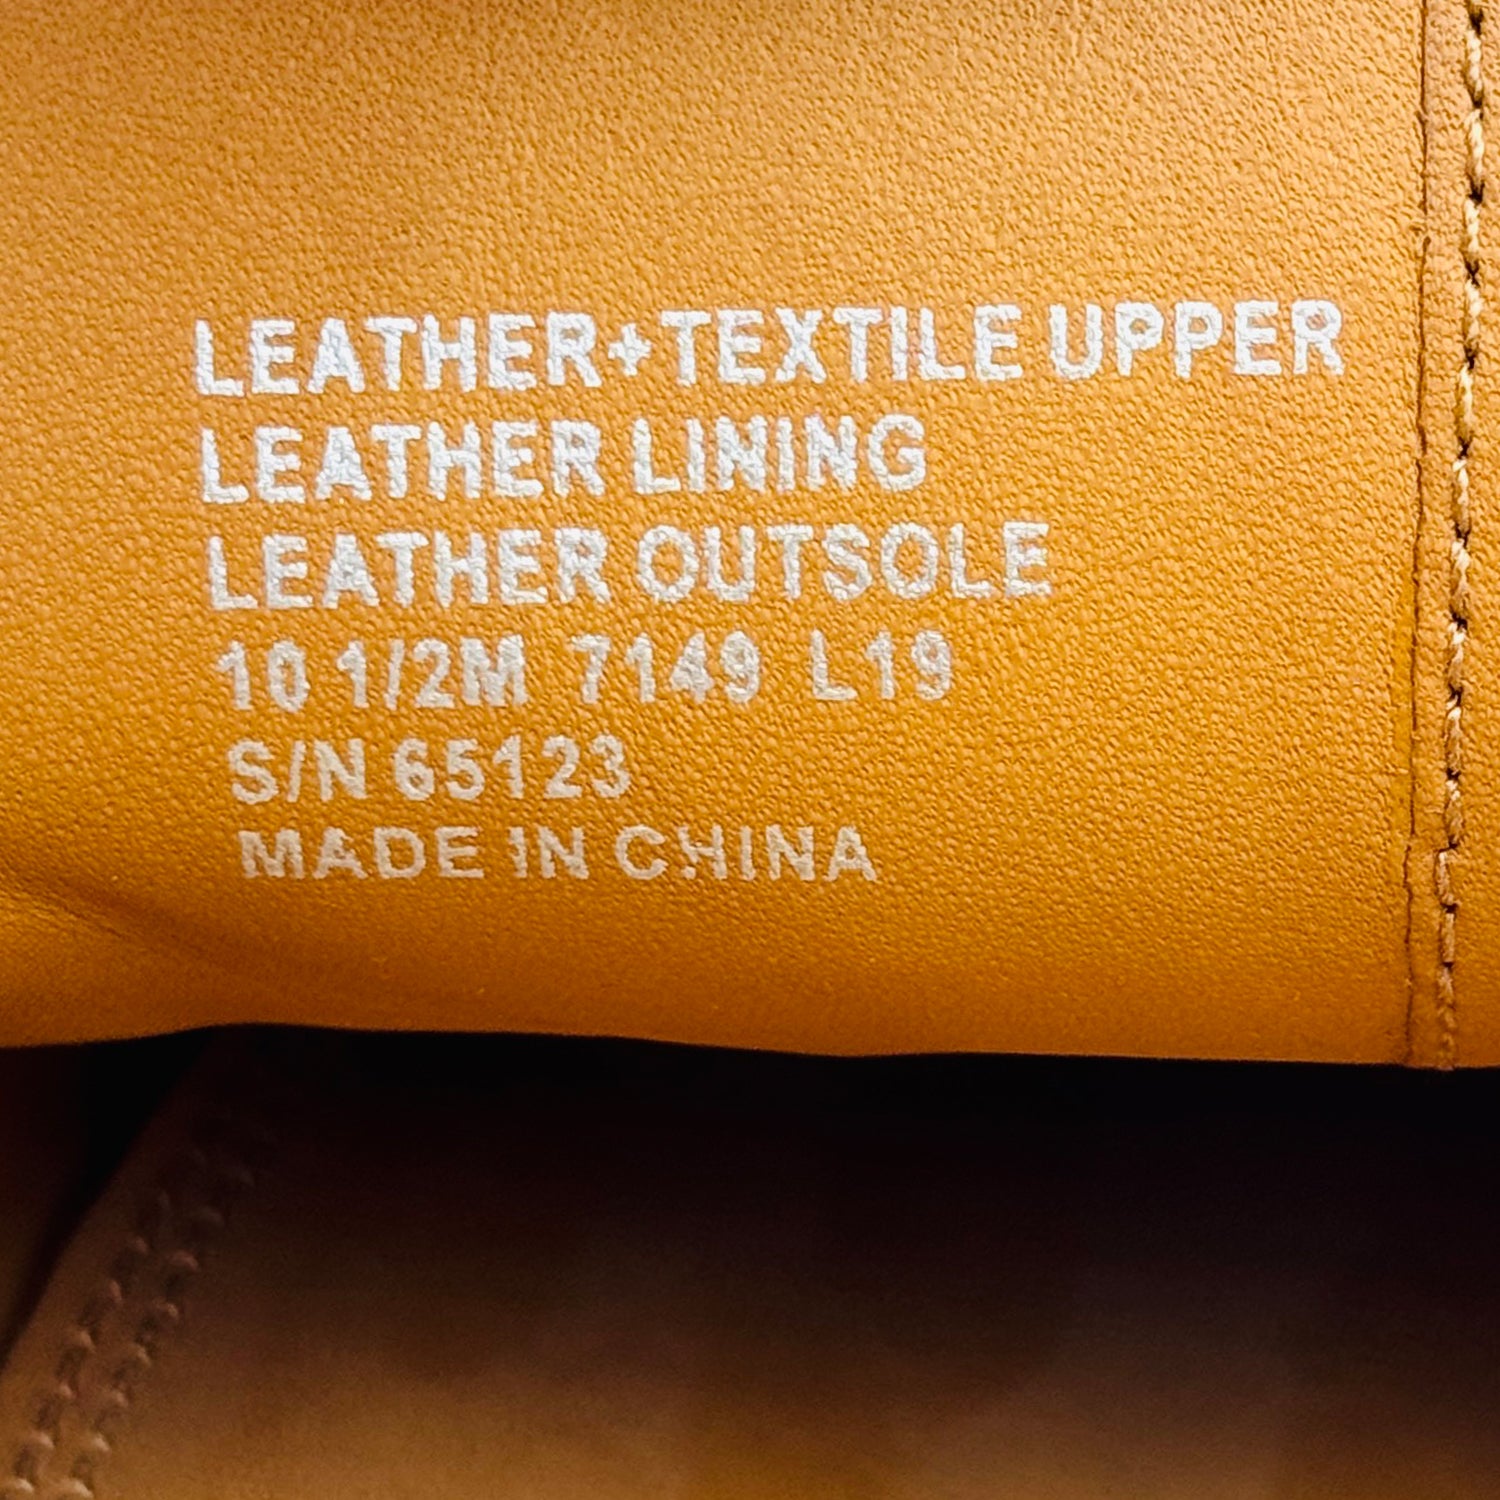 LEATHER+TEXTILE UPPER
LEATHER LINING
LEATHER OUTSOLE
10 1/2M 7149 L19
S/N 65123
MADE IN CHINA